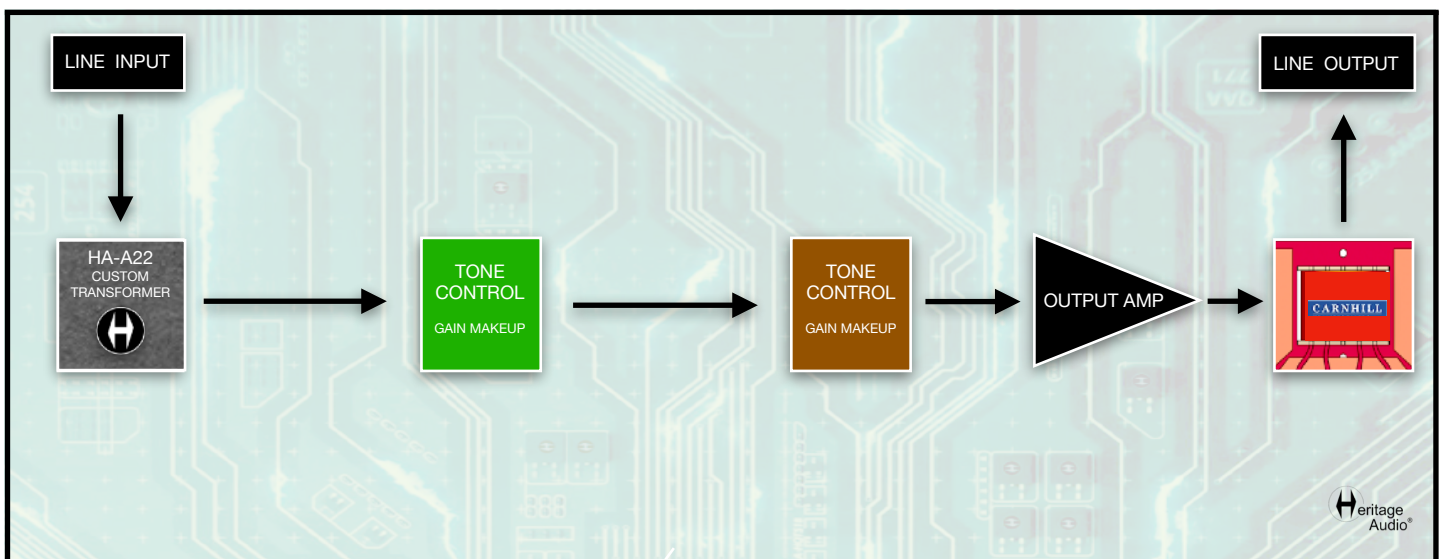 LINE INPUT
LINE OUTPUT
HA-A22
CUSTOM
TRANSFORMER
TONE
CONTROL
GAIN MAKEUP
TONE
CONTROL
GAIN MAKEUP
OUTPUT AMP
CARNHILL
254
Heritage
Audio®